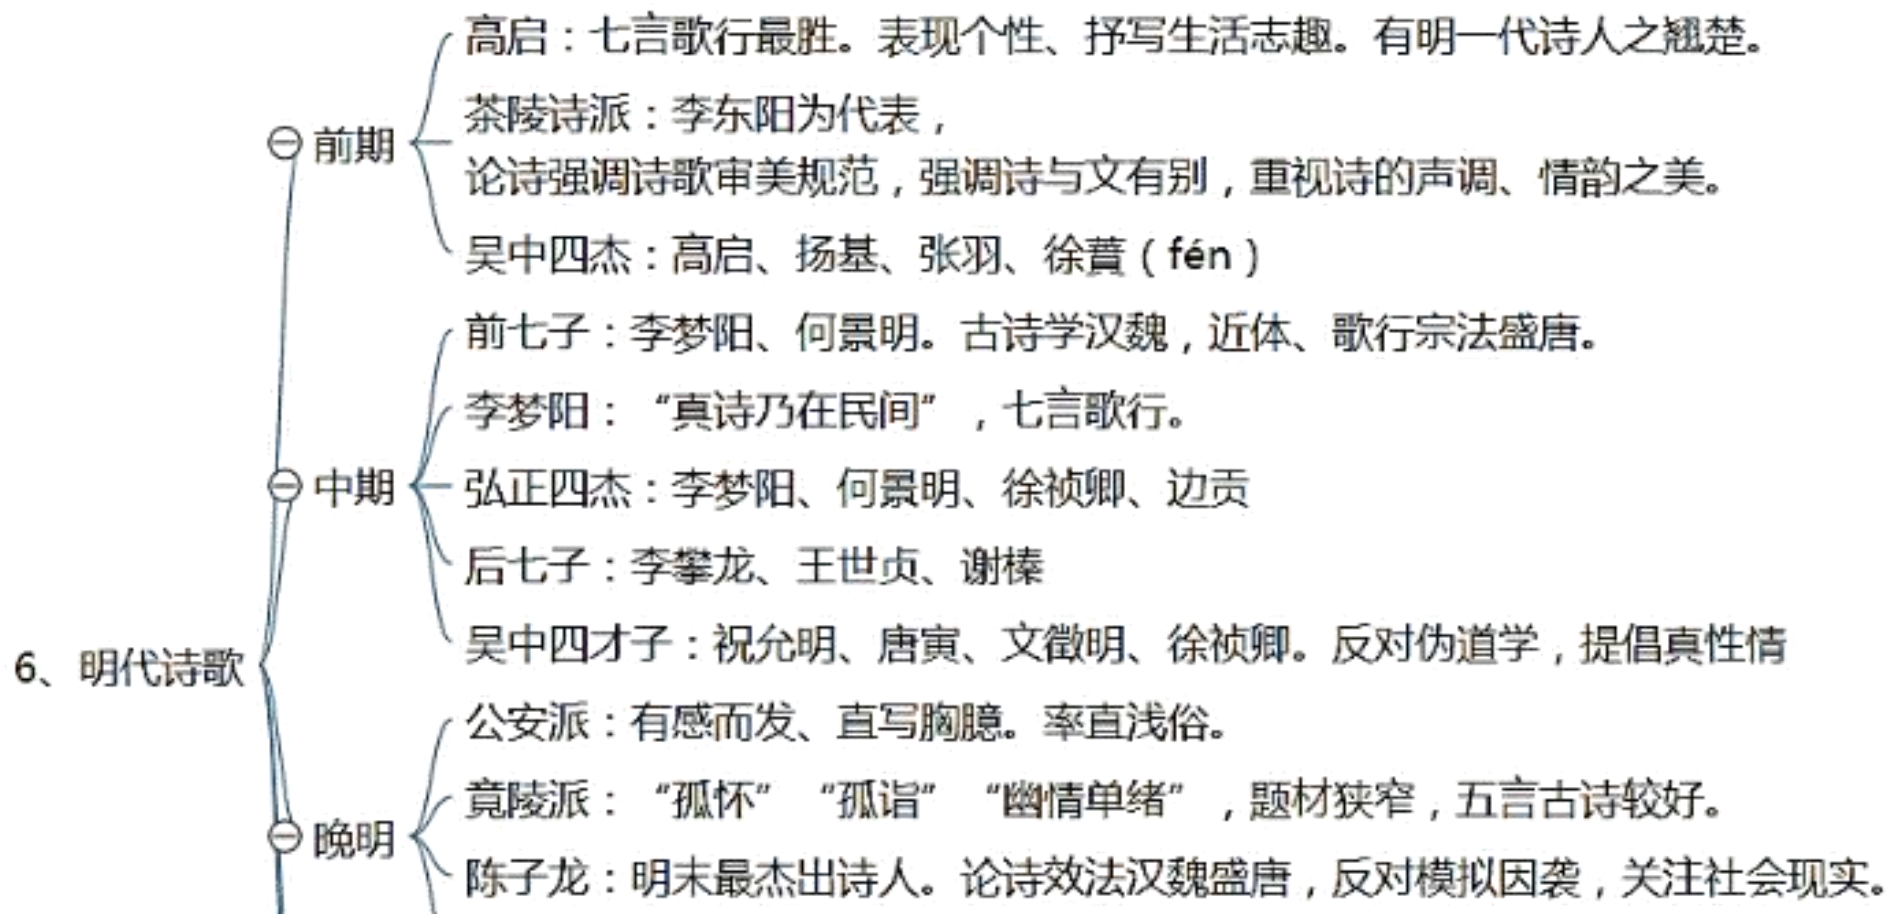 高启：七言歌行最胜。表现个性、抒写生活志趣。有明一代诗人之翘楚。
茶陵诗派：李东阳为代表，
前期
论诗强调诗歌审美规范，强调诗与文有别，重视诗的声调、情韵之美。
吴中四杰：高启、扬基、张羽、徐蕡（fén）
前七子：李梦阳、何景明。古诗学汉魏，近体、歌行宗法盛唐。
李梦阳：“真诗乃在民间”，七言歌行。
中期
弘正四杰：李梦阳、何景明、徐祯卿、边贡
后七子：李攀龙、王世贞、谢榛
吴中四才子：祝允明、唐寅、文徵明、徐祯卿。反对伪道学，提倡真性情
6、明代诗歌
公安派：有感而发、直写胸臆。率直浅俗。
竟陵派：“孤怀”“孤诣”“幽情单绪”，题材狭窄，五言古诗较好。
晚明
陈子龙：明末最杰出诗人。论诗效法汉魏盛唐，反对模拟因袭，关注社会现实。